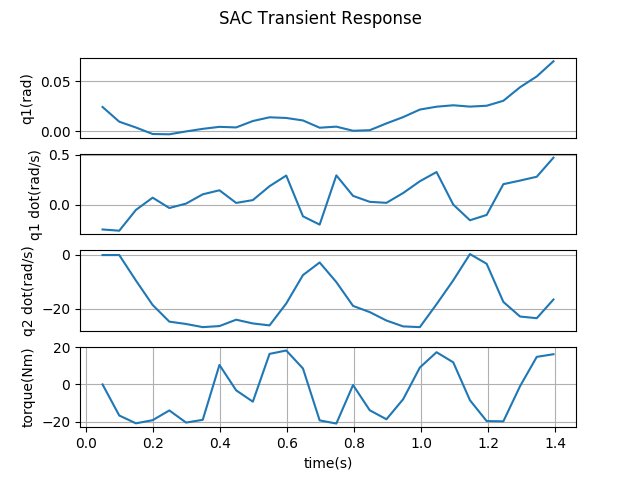 SAC Transient Response
q1(rad)
0.05
0.00
q1 dot(rad/s)
0.5
0.0
q2 dot(rad/s)
0
−20
torque(Nm)
20
0
−20
0.0 0.2 0.4 0.6 0.8 1.0 1.2 1.4
time(s)